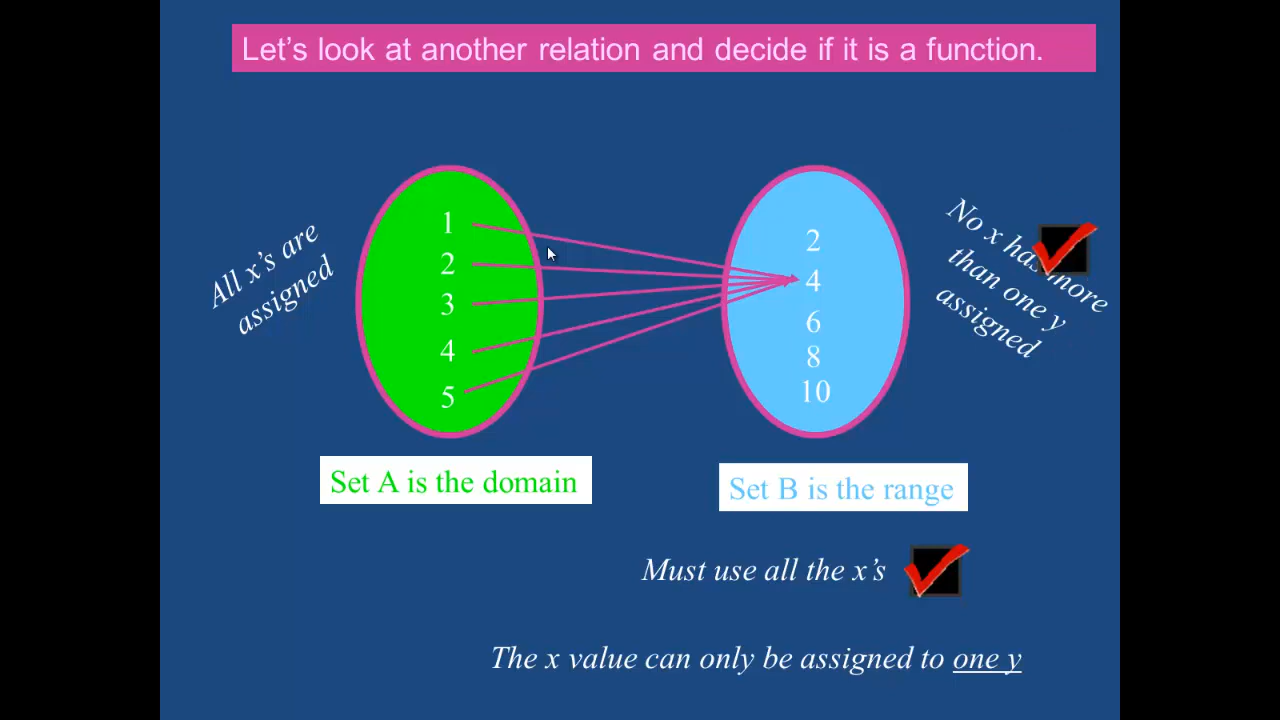 Let's look at another relation and decide if it is a function.
All x's are
assigned
1
2
3
4
5
2
4
6
8
10
No x has more
than one y
assigned
Set A is the domain
Set B is the range
Must use all the x's
The x value can only be assigned to one y